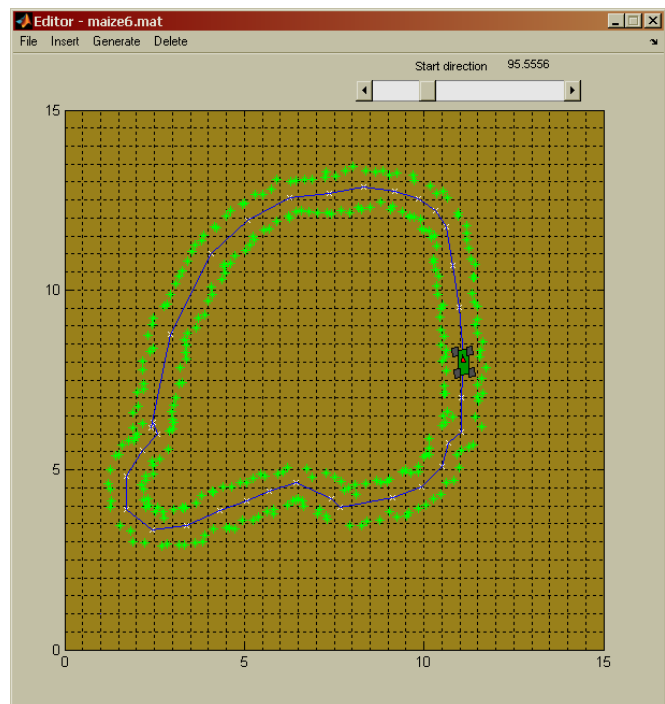 Editor - maize6.mat
File Insert Generate Delete
Start direction 95.5556
15
10
5
0
0 5 10 15